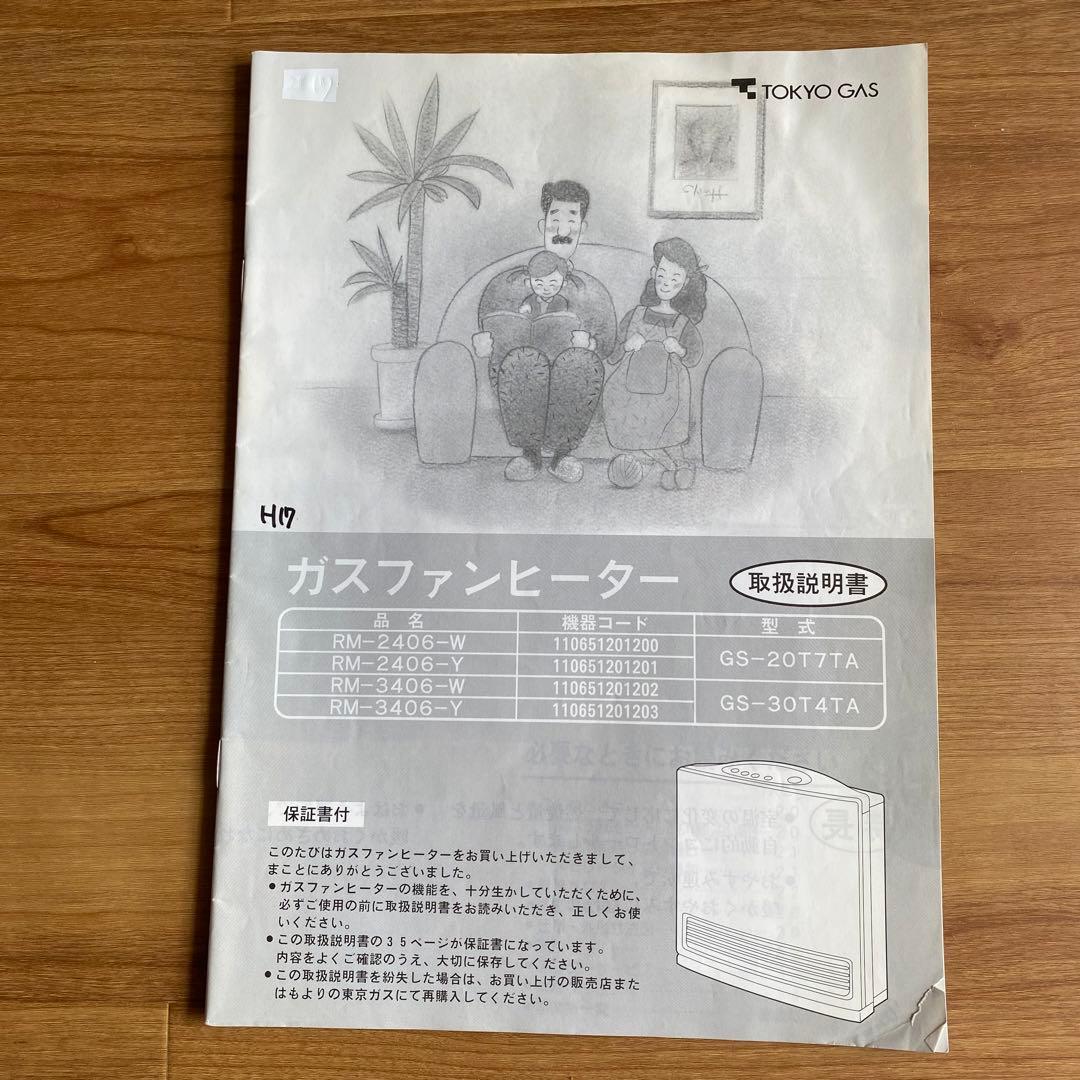 TOKYO GAS
H17
ガスファンヒーター
取扱説明書
品名 機器コード 型式
RM-2406-W 110651201200 GS-20T7TA
RM-2406-Y 110651201201
RM-3406-W 110651201202 GS-30T4TA
RM-3406-Y 110651201203
保証書付
このたびはガスファンヒーターをお買い上げいただきまして、
まことにありがとうございました。
●ガスファンヒーターの機能を、十分生かしていただくために、
必ずご使用の前に取扱説明書をお読みいただき、正しくお使
いください。
●この取扱説明書の35ページが保証書になっています。
内容をよくご確認のうえ、大切に保存してください。
●この取扱説明書を紛失した場合は、お買い上げの販売店また
はもよりの東京ガスにて再購入してください。